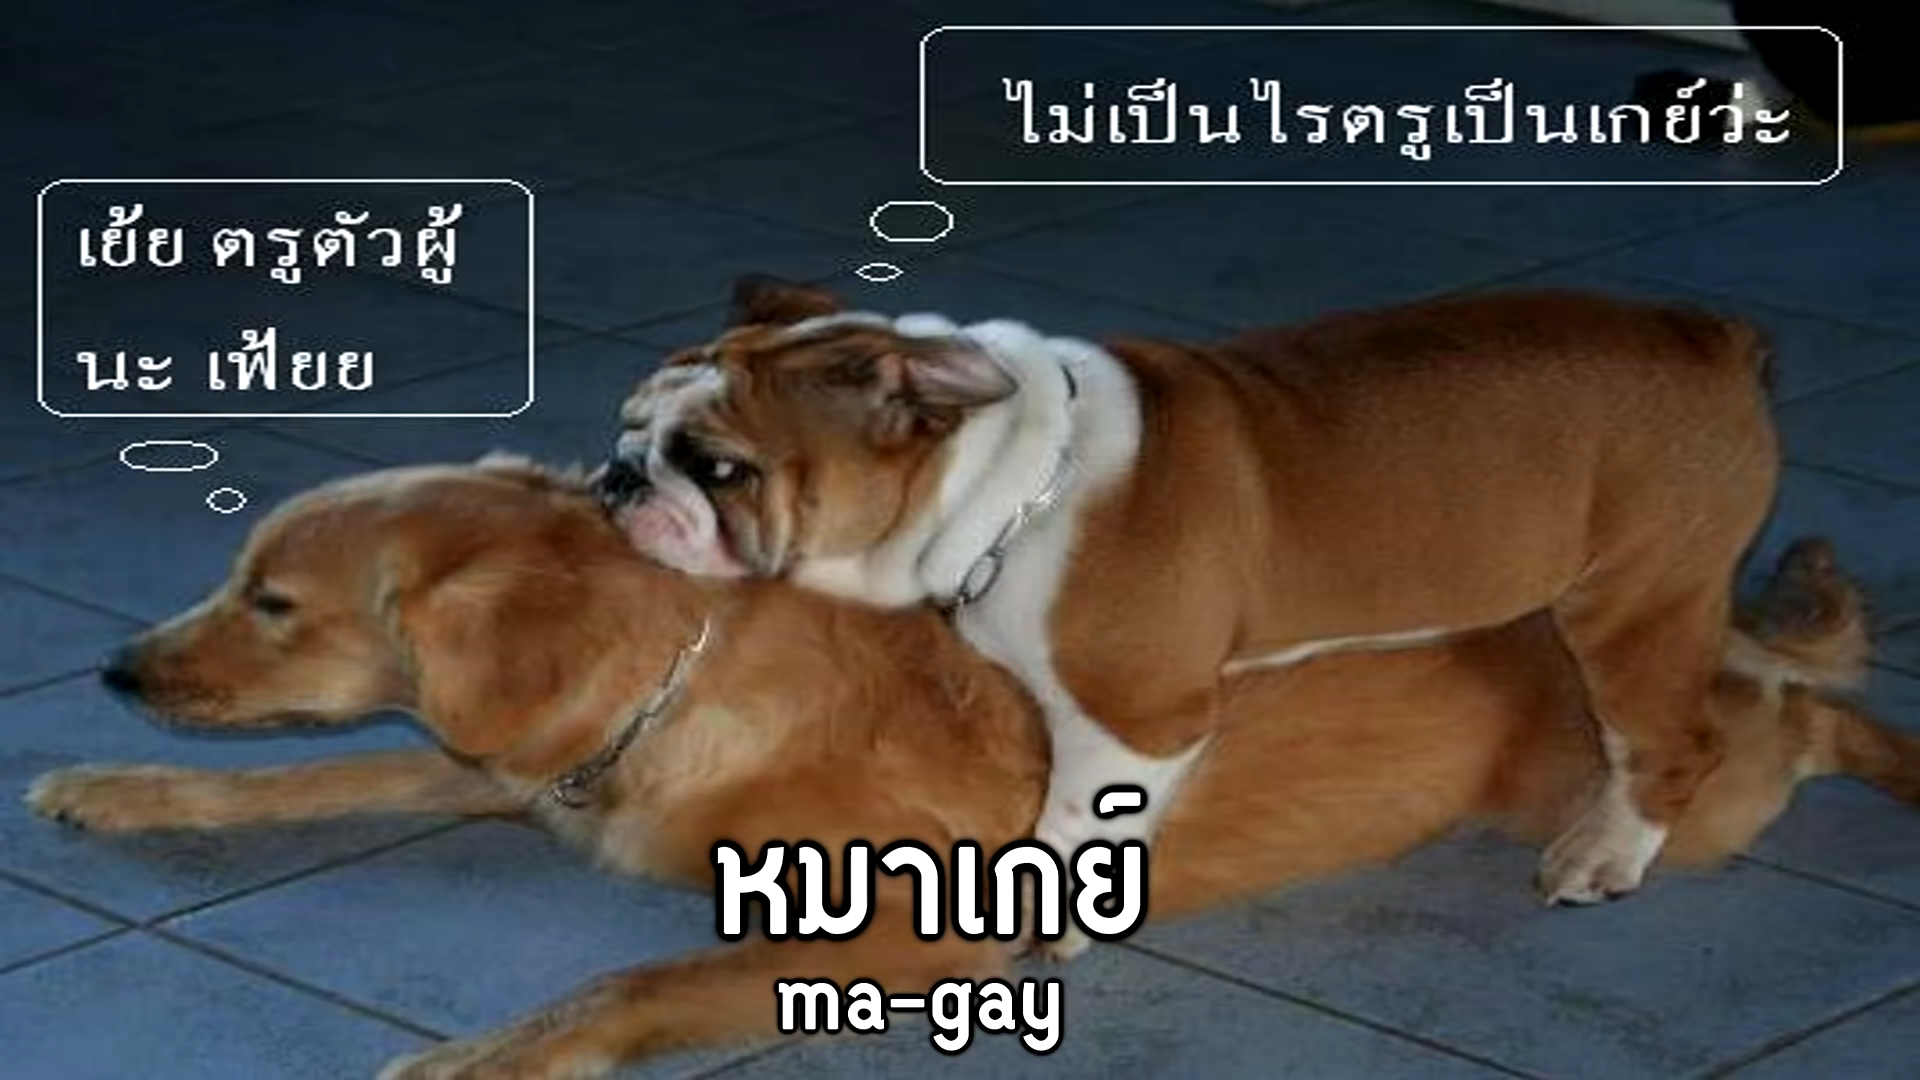 ไม่เป็นไรตรูเป็นเกย์ว่ะ
เย้ย ตรูตัวผู้
นะ เฟ้ยย
หมาเกย์
ma-gay